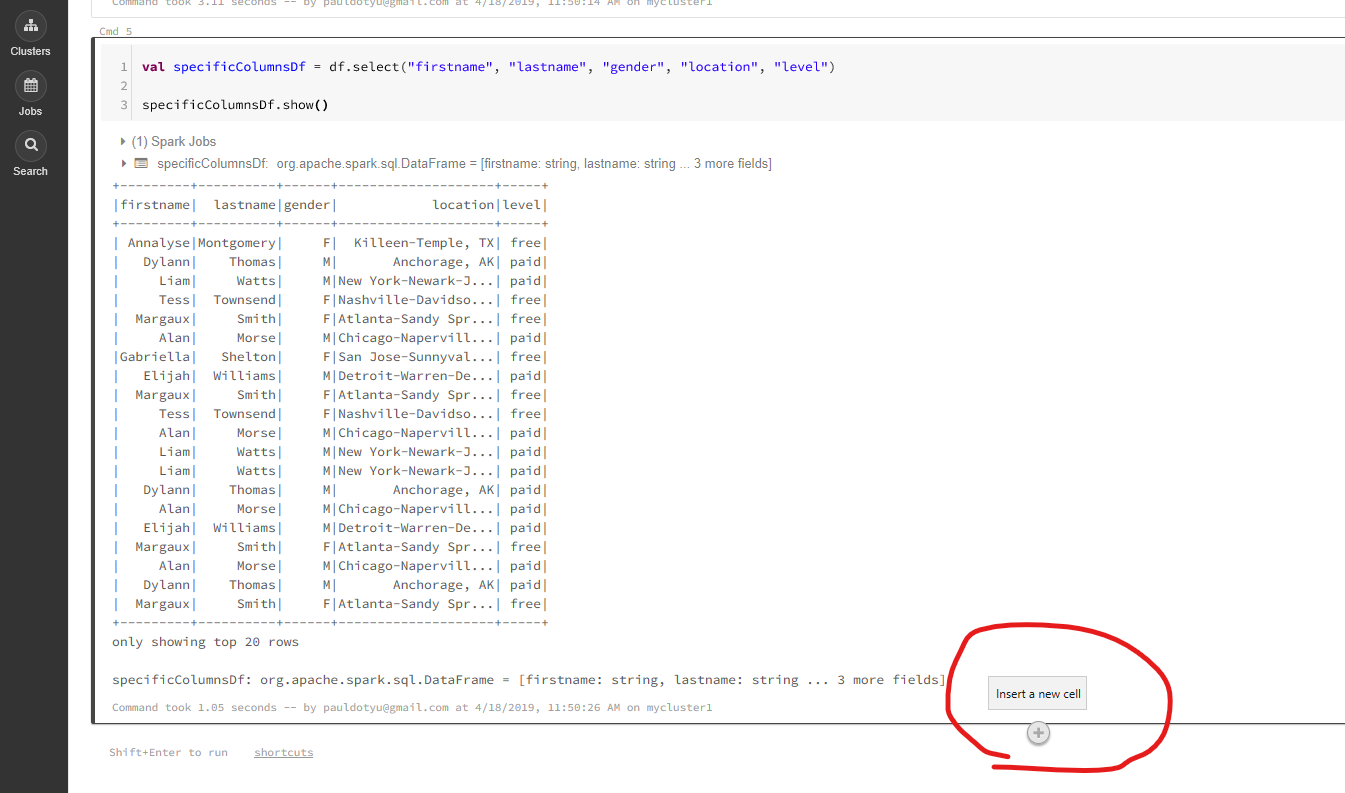 Command took 3.11 seconds -- by pauldotyu@gmail.com at 4/18/2019, 11:50:14 AM on mycluster1
Clusters
Jobs
Search
Cmd 5
1 val specificColumnsDf = df.select("firstname", "lastname", "gender", "location", "level")
2
3 specificColumnsDf.show()
(1) Spark Jobs
specificColumnsDf: org.apache.spark.sql.DataFrame = [firstname: string, lastname: string ... 3 more fields]
+---------+----------+------+--------------------+-----+
|firstname|  lastname|gender|            location|level|
+---------+----------+------+--------------------+-----+
| Annalyse|Montgomery|     F|  Killeen-Temple, TX| free|
|   Dylann|    Thomas|     M|       Anchorage, AK| paid|
|     Liam|     Watts|     M|New York-Newark-J...| paid|
|     Tess|  Townsend|     F|Nashville-Davidso...| free|
|  Margaux|     Smith|     F|Atlanta-Sandy Spr...| free|
|     Alan|     Morse|     M|Chicago-Napervill...| paid|
|Gabriella|   Shelton|     F|San Jose-Sunnyval...| free|
|   Elijah|  Williams|     M|Detroit-Warren-De...| paid|
|  Margaux|     Smith|     F|Atlanta-Sandy Spr...| free|
|     Tess|  Townsend|     F|Nashville-Davidso...| free|
|     Alan|     Morse|     M|Chicago-Napervill...| paid|
|     Liam|     Watts|     M|New York-Newark-J...| paid|
|     Liam|     Watts|     M|New York-Newark-J...| paid|
|   Dylann|    Thomas|     M|       Anchorage, AK| paid|
|     Alan|     Morse|     M|Chicago-Napervill...| paid|
|   Elijah|  Williams|     M|Detroit-Warren-De...| paid|
|  Margaux|     Smith|     F|Atlanta-Sandy Spr...| free|
|     Alan|     Morse|     M|Chicago-Napervill...| paid|
|   Dylann|    Thomas|     M|       Anchorage, AK| paid|
|  Margaux|     Smith|     F|Atlanta-Sandy Spr...| free|
+---------+----------+------+--------------------+-----+
only showing top 20 rows
specificColumnsDf: org.apache.spark.sql.DataFrame = [firstname: string, lastname: string ... 3 more fields]
Insert a new cell
Command took 1.05 seconds -- by pauldotyu@gmail.com at 4/18/2019, 11:50:26 AM on mycluster1
Shift+Enter to run shortcuts